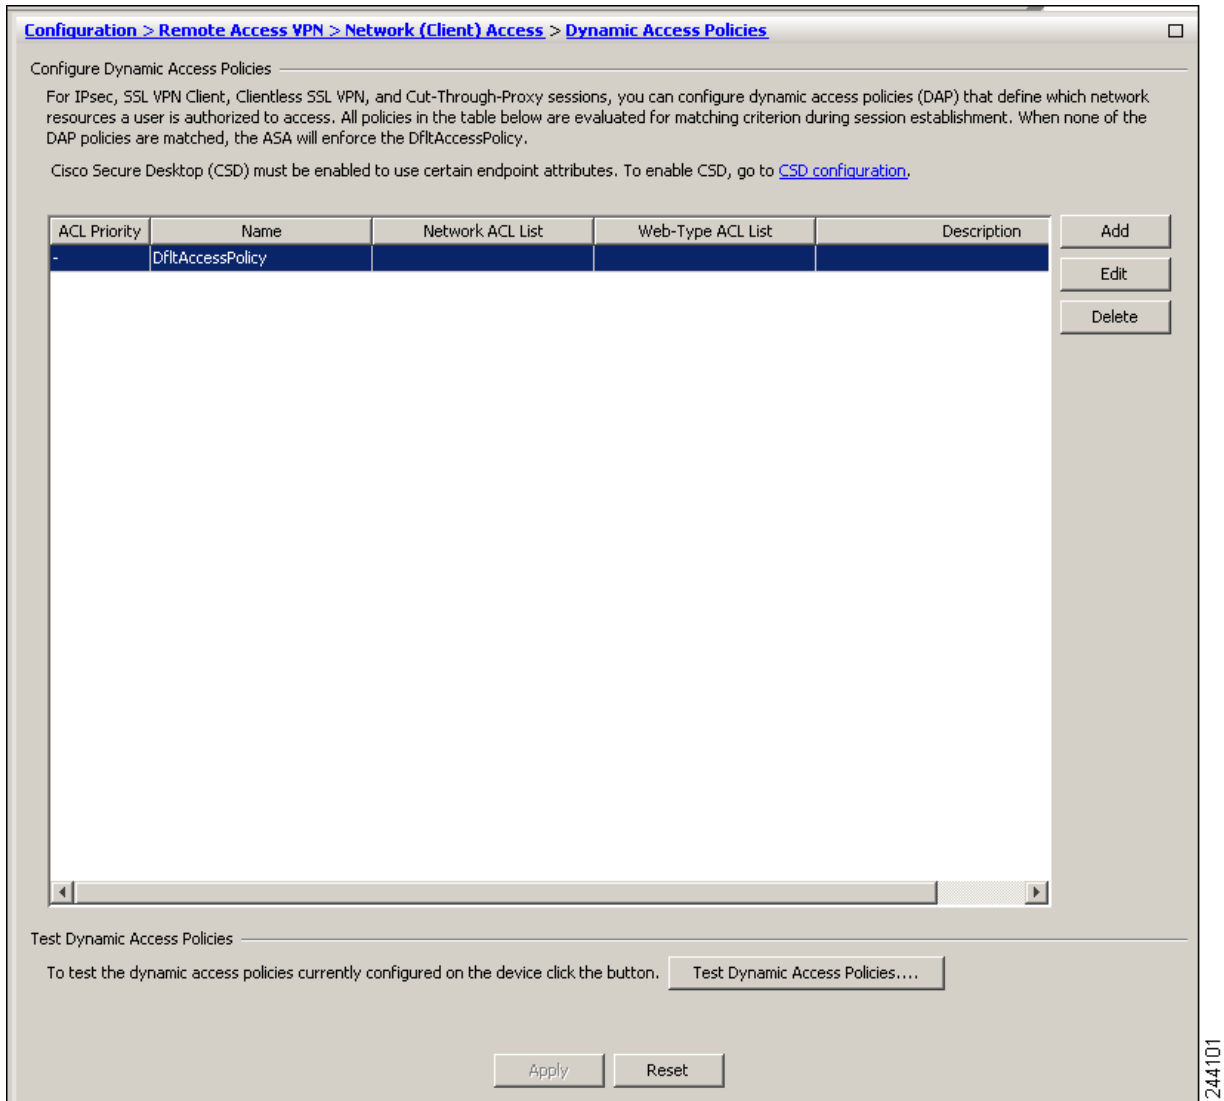 Configuration > Remote Access VPN > Network (Client) Access > Dynamic Access Policies
Configure Dynamic Access Policies
For IPsec, SSL VPN Client, Clientless SSL VPN, and Cut-Through-Proxy sessions, you can configure dynamic access policies (DAP) that define which network
resources a user is authorized to access. All policies in the table below are evaluated for matching criterion during session establishment. When none of the
DAP policies are matched, the ASA will enforce the DfltAccessPolicy.
Cisco Secure Desktop (CSD) must be enabled to use certain endpoint attributes. To enable CSD, go to CSD configuration.
ACL Priority Name Network ACL List Web-Type ACL List Description Add
- DfltAccessPolicy
Edit
Delete
Test Dynamic Access Policies
To test the dynamic access policies currently configured on the device click the button. Test Dynamic Access Policies....
Apply Reset
244101